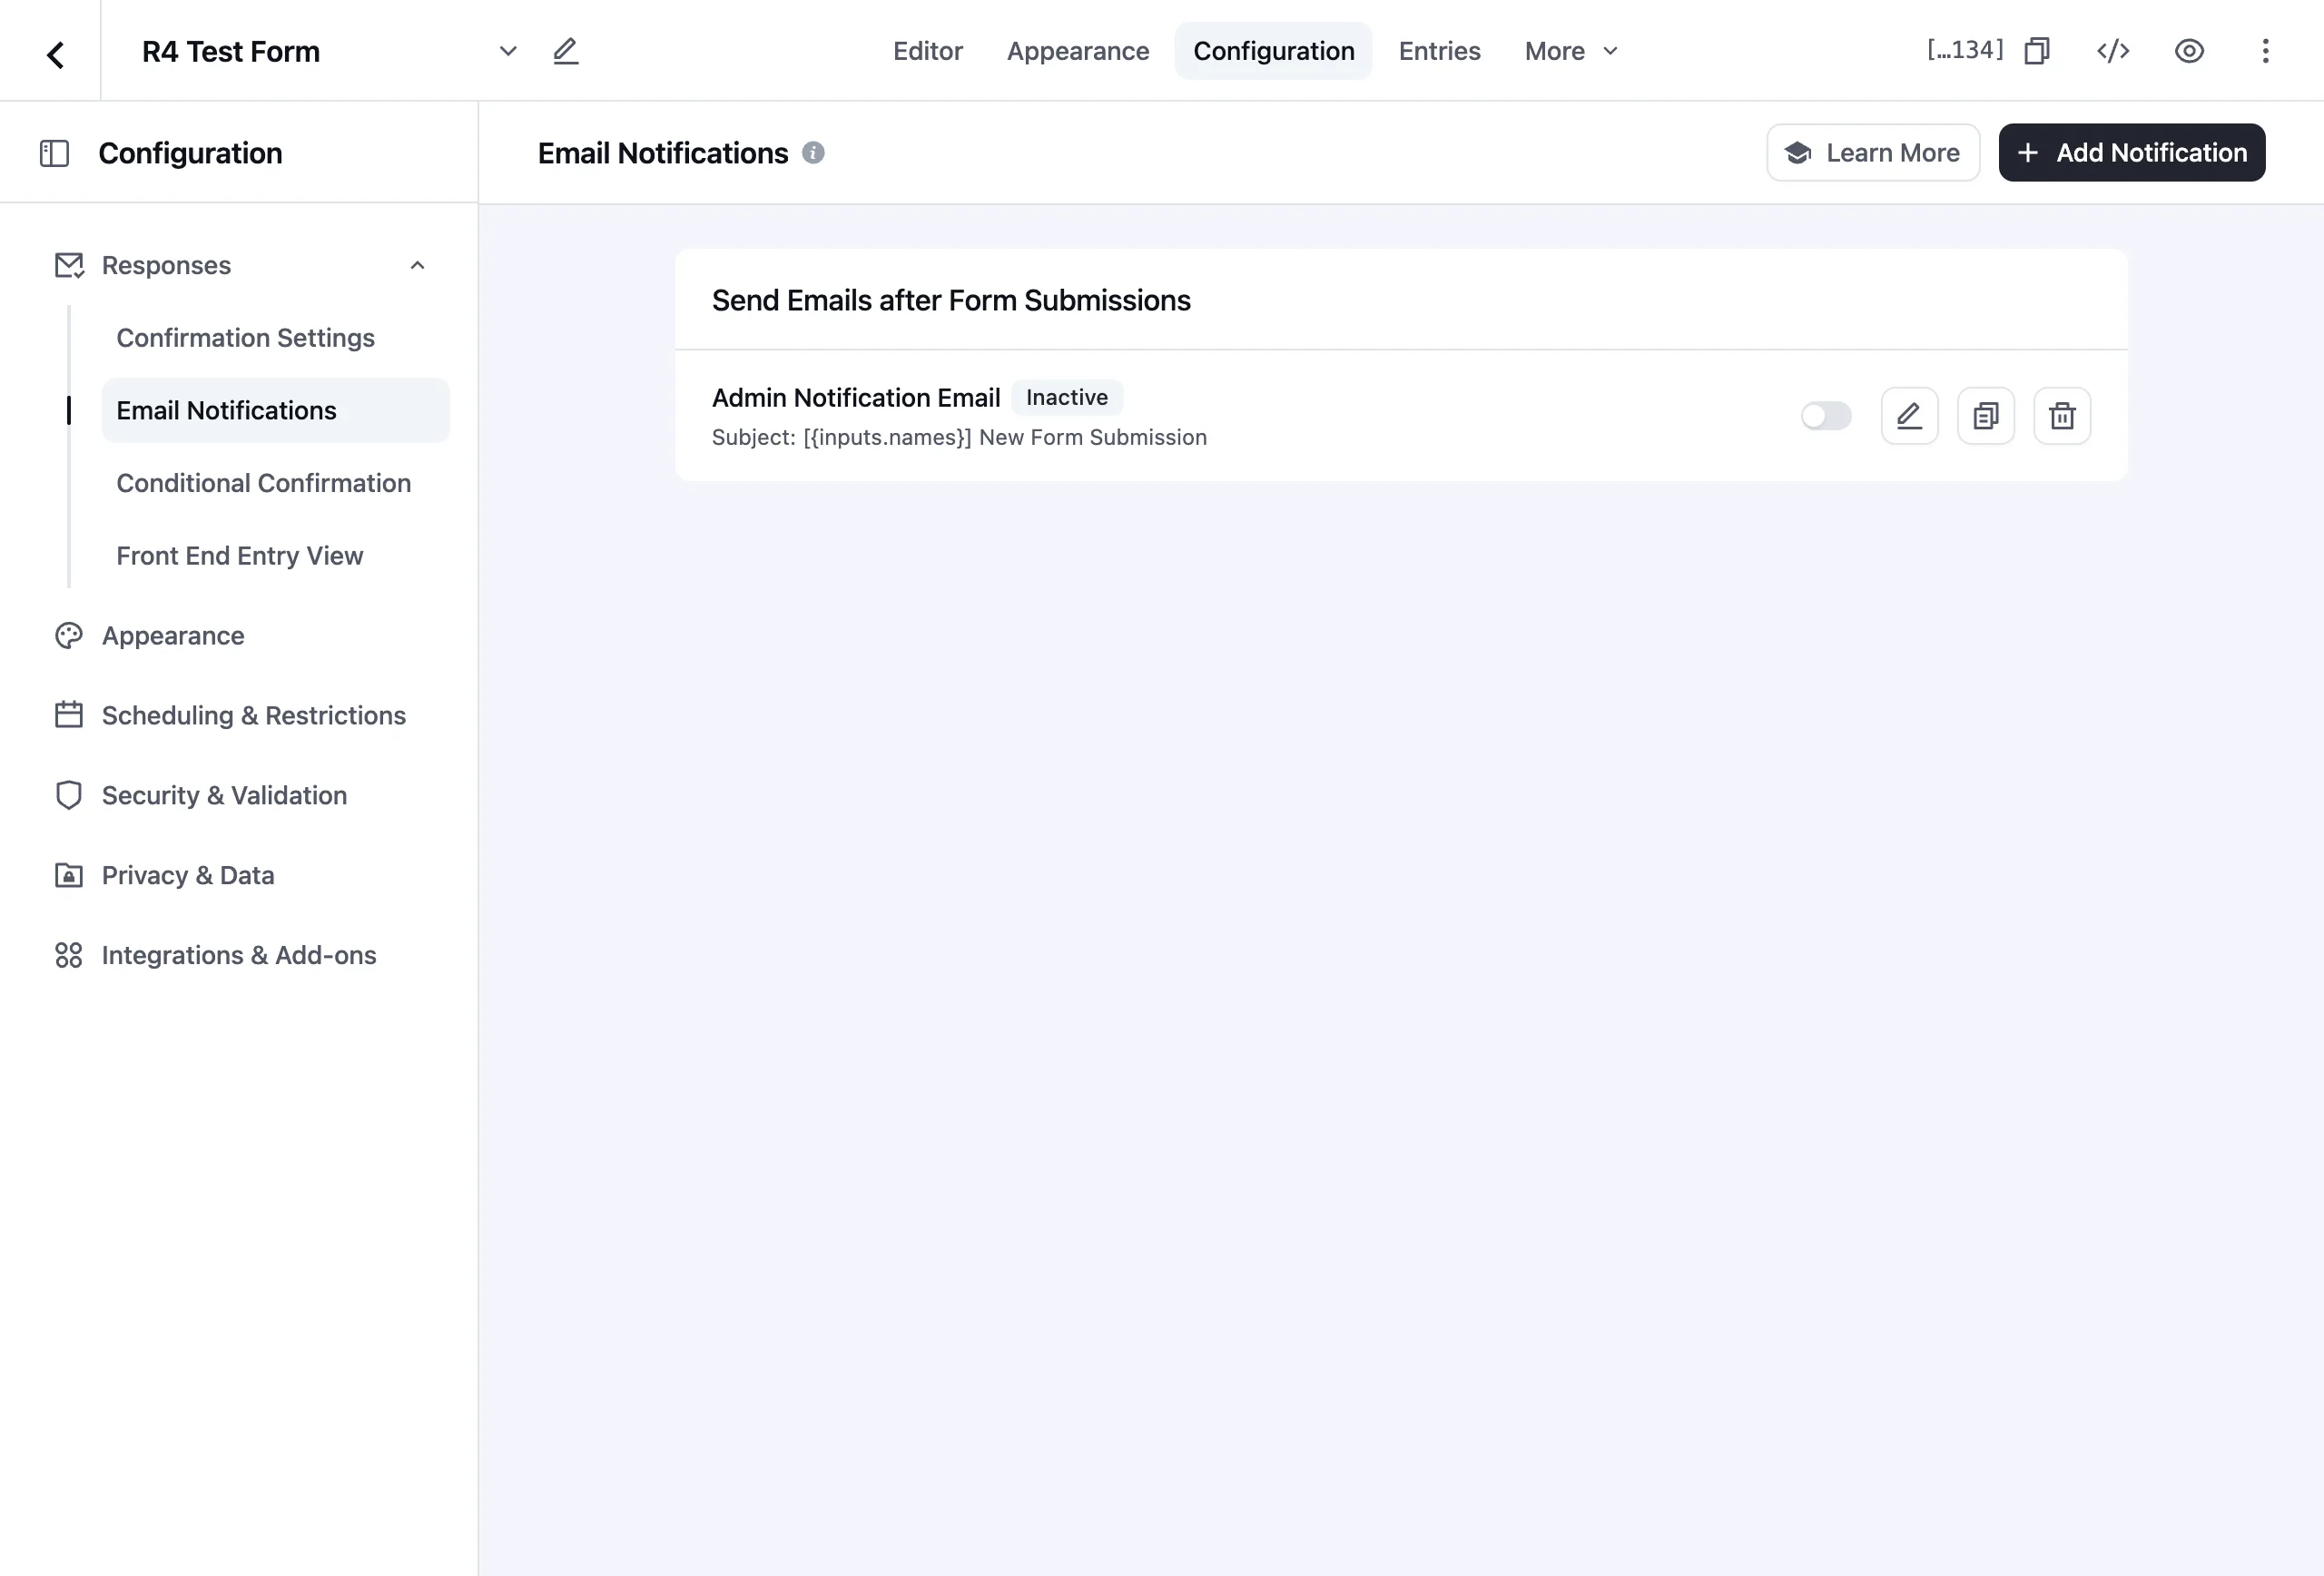 R4 Test Form
Editor
Appearance
Configuration
Entries
More
[...134]
Configuration
Email Notifications
Learn More
+ Add Notification
Responses
Confirmation Settings
Email Notifications
Conditional Confirmation
Front End Entry View
Appearance
Scheduling & Restrictions
Security & Validation
Privacy & Data
Integrations & Add-ons
Send Emails after Form Submissions
Admin Notification Email Inactive
Subject: [{inputs.names}] New Form Submission